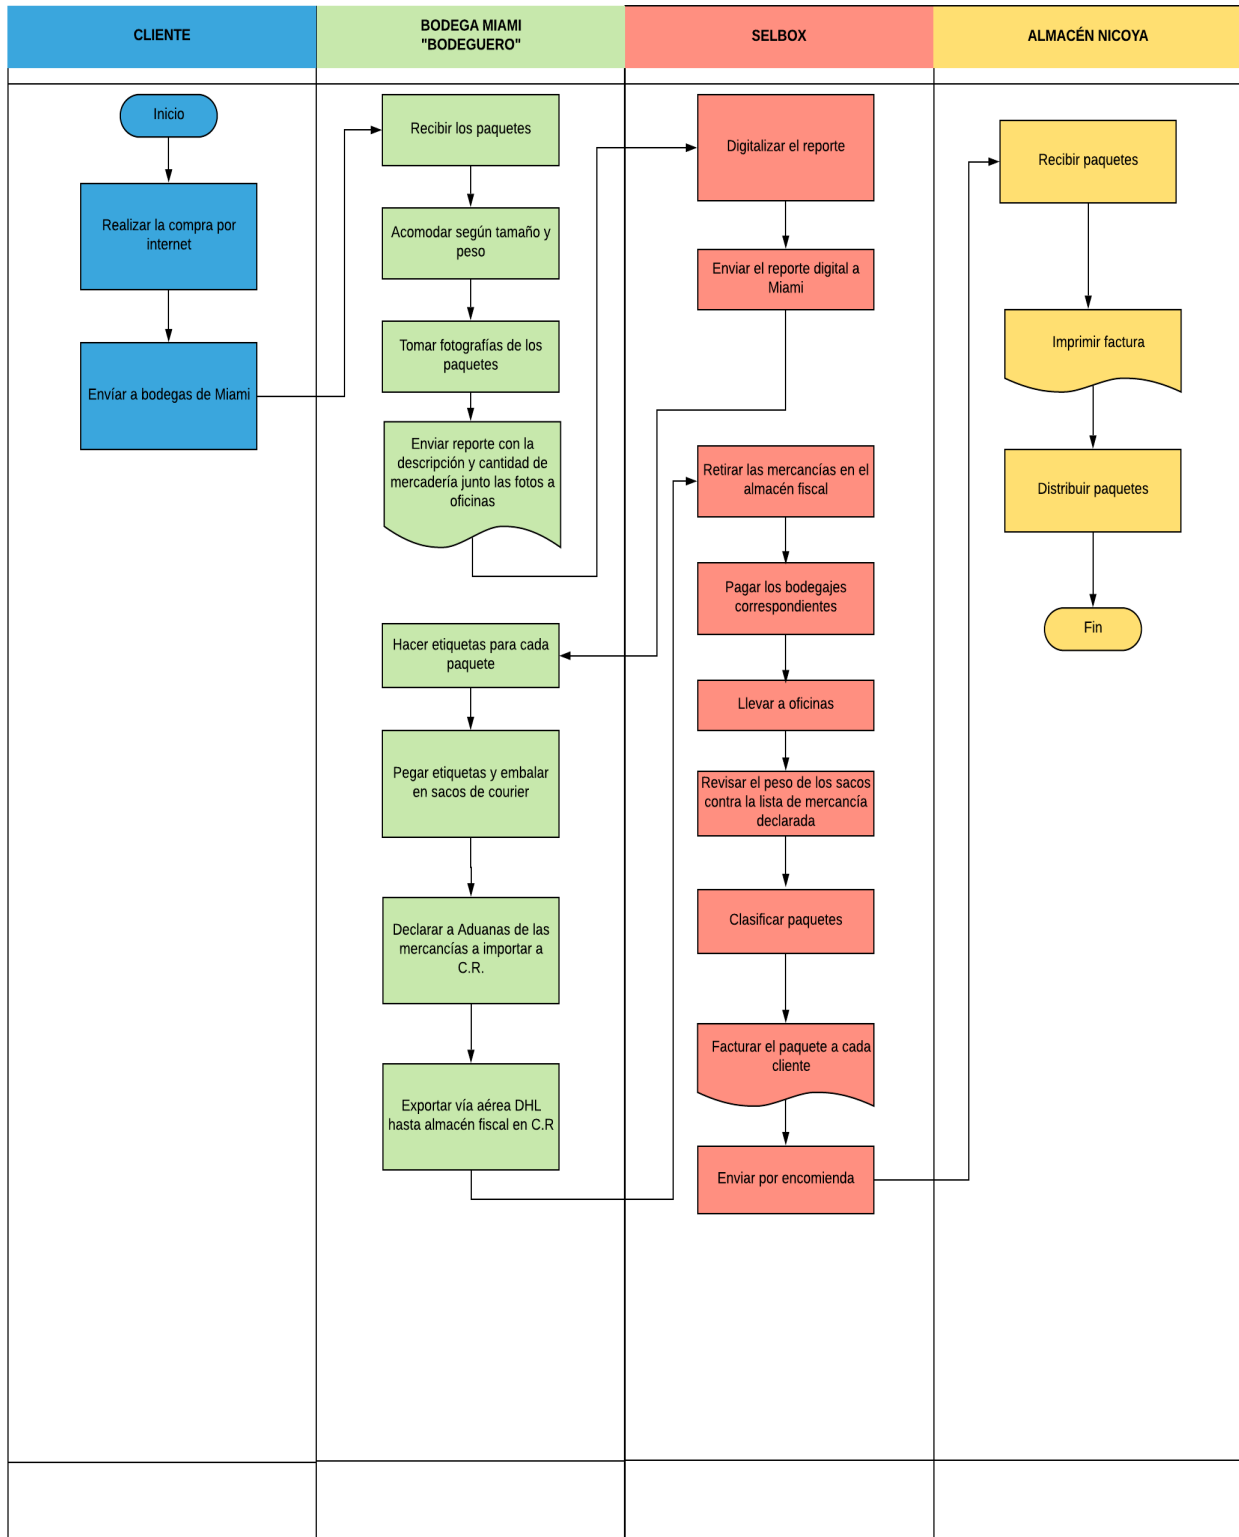 CLIENTE
BODEGA MIAMI
"BODEGUERO"
SELBOX
ALMACÉN NICOYA
Inicio
Realizar la compra por
internet
Envíar a bodegas de Miami
Recibir los paquetes
Acomodar según tamaño y
peso
Tomar fotografías de los
paquetes
Enviar reporte con la
descripción y cantidad de
mercadería junto las fotos a
oficinas
Hacer etiquetas para cada
paquete
Pegar etiquetas y embalar
en sacos de courier
Declarar a Aduanas de las
mercancías a importar a
C.R.
Exportar vía aérea DHL
hasta almacén fiscal en C.R
Digitalizar el reporte
Enviar el reporte digital a
Miami
Retirar las mercancías en el
almacén fiscal
Pagar los bodegajes
correspondientes
Llevar a oficinas
Revisar el peso de los sacos
contra la lista de mercancía
declarada
Clasificar paquetes
Facturar el paquete a cada
cliente
Enviar por encomienda
Recibir paquetes
Imprimir factura
Distribuir paquetes
Fin